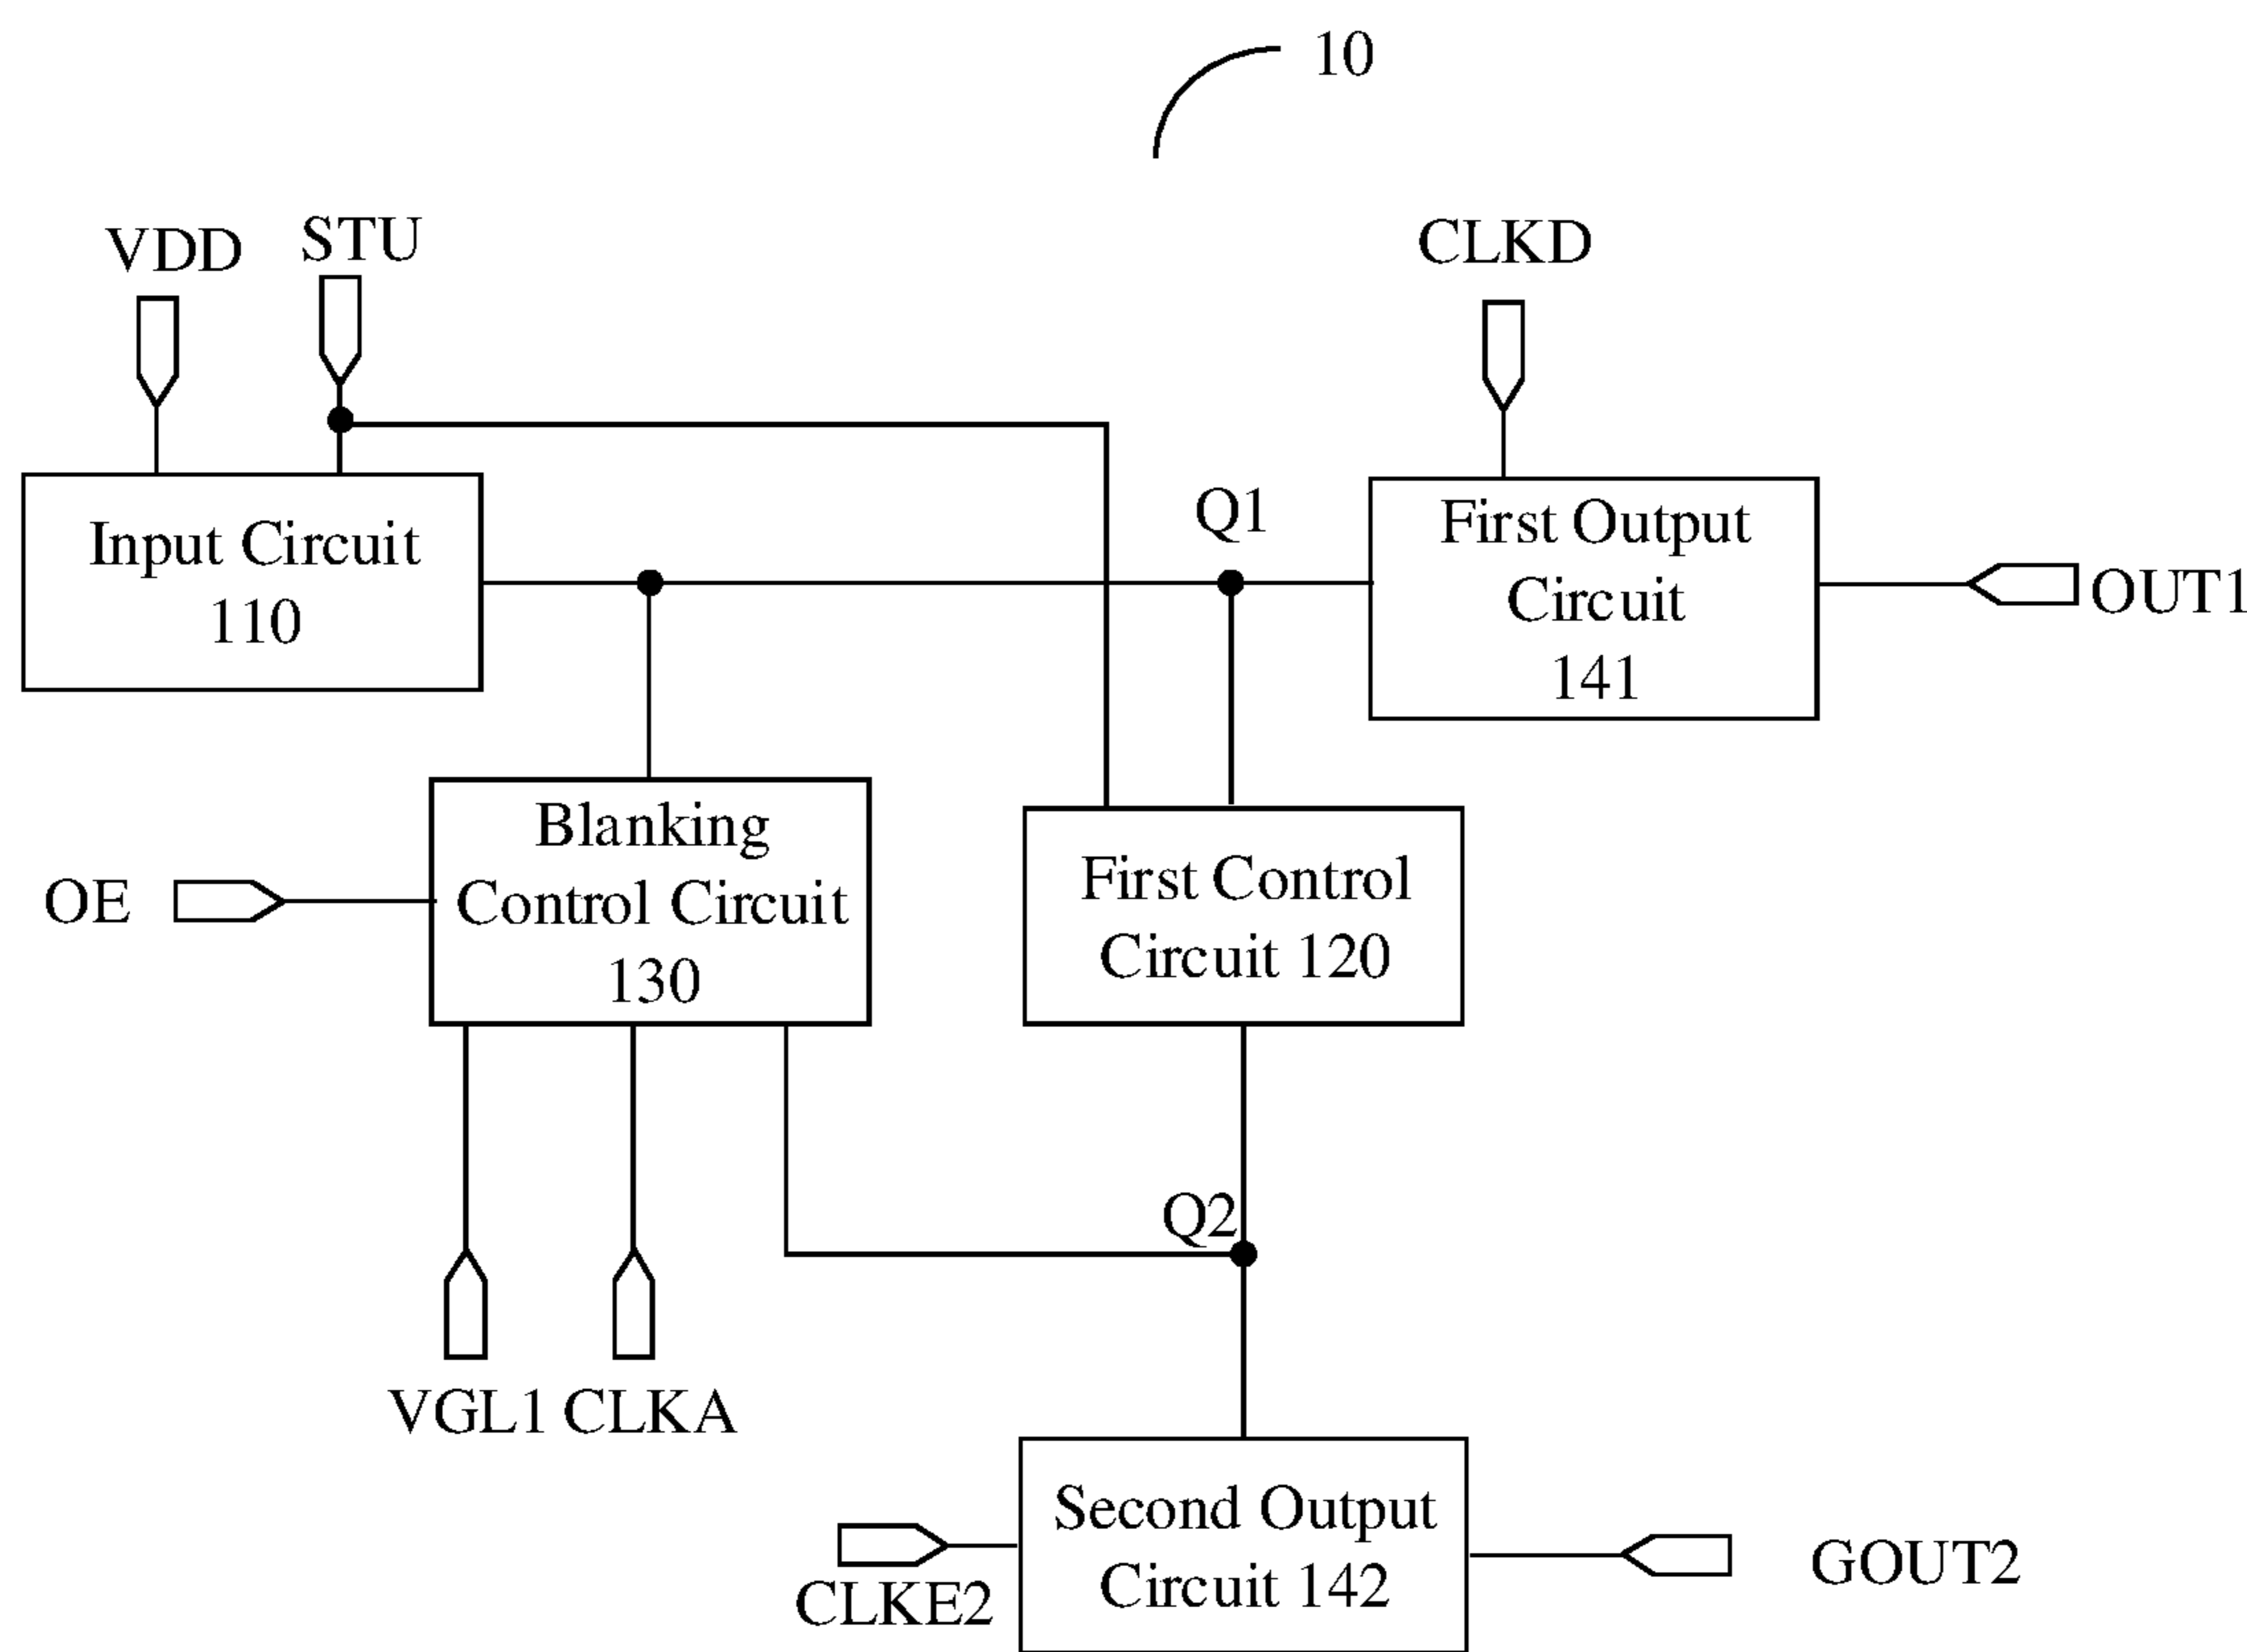 10
VDD
STU
CLKD
Input Circuit
110
Q1
First Output
Circuit
141
OUT1
OE
Blanking
Control Circuit
130
First Control
Circuit 120
Q2
VGL1
CLKA
Second Output
Circuit 142
CLKE2
GOUT2